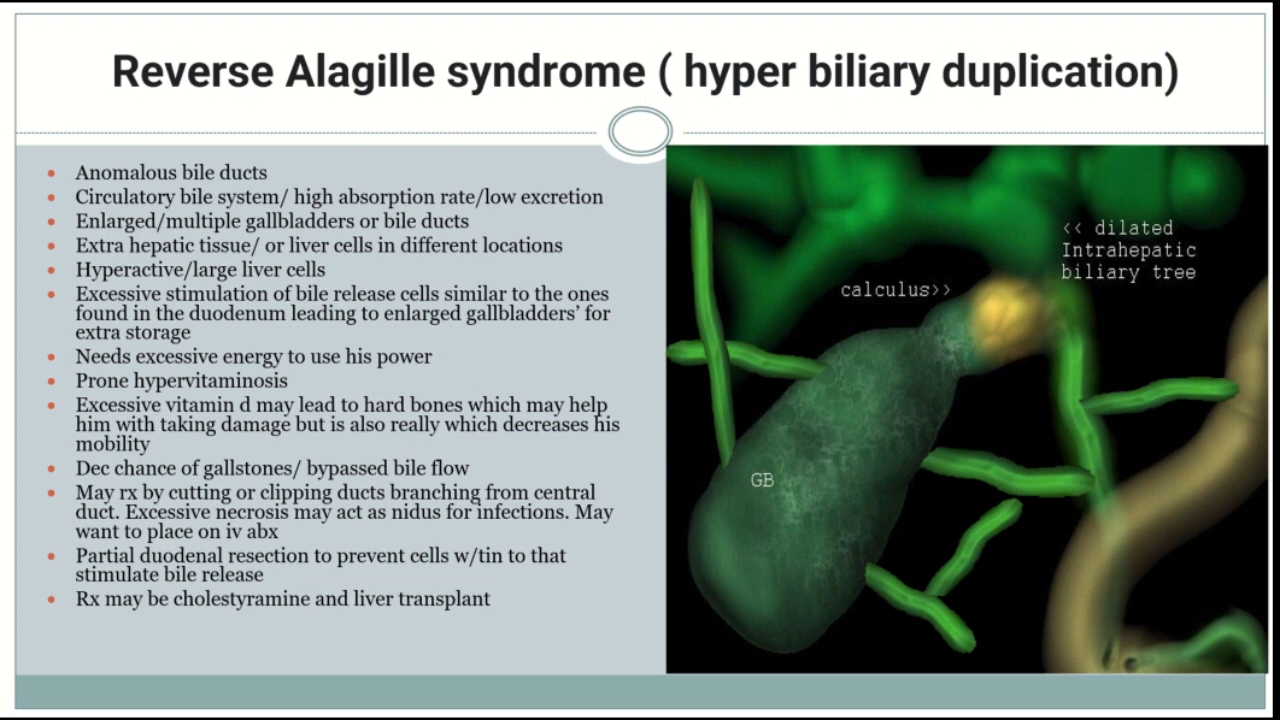 Reverse Alagille syndrome ( hyper biliary duplication)
Anomalous bile ducts
Circulatory bile system/ high absorption rate/low excretion
Enlarged/multiple gallbladders or bile ducts
Extra hepatic tissue/ or liver cells in different locations
Hyperactive/large liver cells
Excessive stimulation of bile release cells similar to the ones
found in the duodenum leading to enlarged gallbladders’ for
extra storage
Needs excessive energy to use his power
Prone hypervitaminosis
Excessive vitamin d may lead to hard bones which may help
him with taking damage but is also really which decreases his
mobility
Dec chance of gallstones/ bypassed bile flow
May rx by cutting or clipping ducts branching from central
duct. Excessive necrosis may act as nidus for infections. May
want to place on iv abx
Partial duodenal resection to prevent cells w/tin to that
stimulate bile release
Rx may be cholestyramine and liver transplant
<< dilated
Intrahepatic
biliary tree
calculus>>
GB